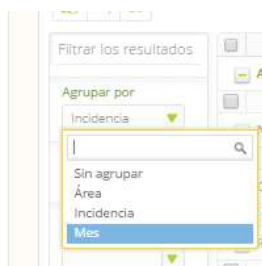 Filtrar los resultados
Agrupar por
Incidencia
Sin agrupar
Área
Incidencia
Mes